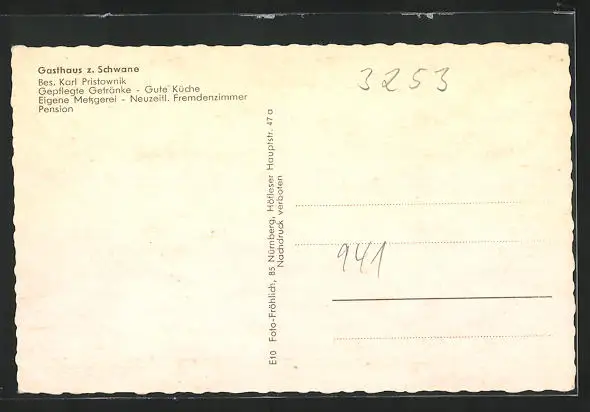 Gasthaus z. Schwane
Bes. Karl Pristownik
Gepflegte Getränke - Gute Küche
Eigene Metzgerei - Neuzeitl. Fremdenzimmer
Pension
3253
E10 Foto-Fröhlich, 85 Nürnberg, Höfleser Hauptstr. 47 a
Nachdruck verboten
941